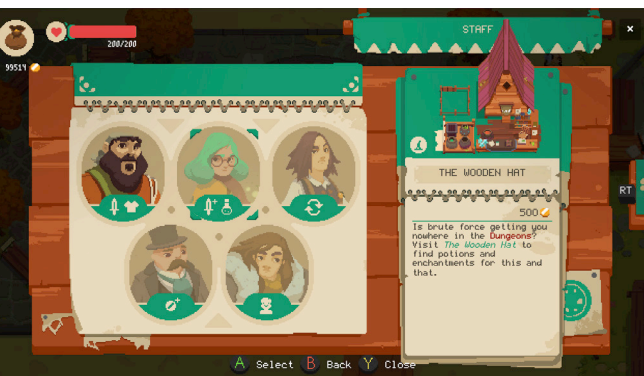 STAFF
×
200/200
99514
THE WOODEN HAT
RT
500
Is brute force getting you
nowhere in the Dungeons?
Visit The Wooden Hat to
find potions and
enchantments for this and
that.
A Select B Back Y Close